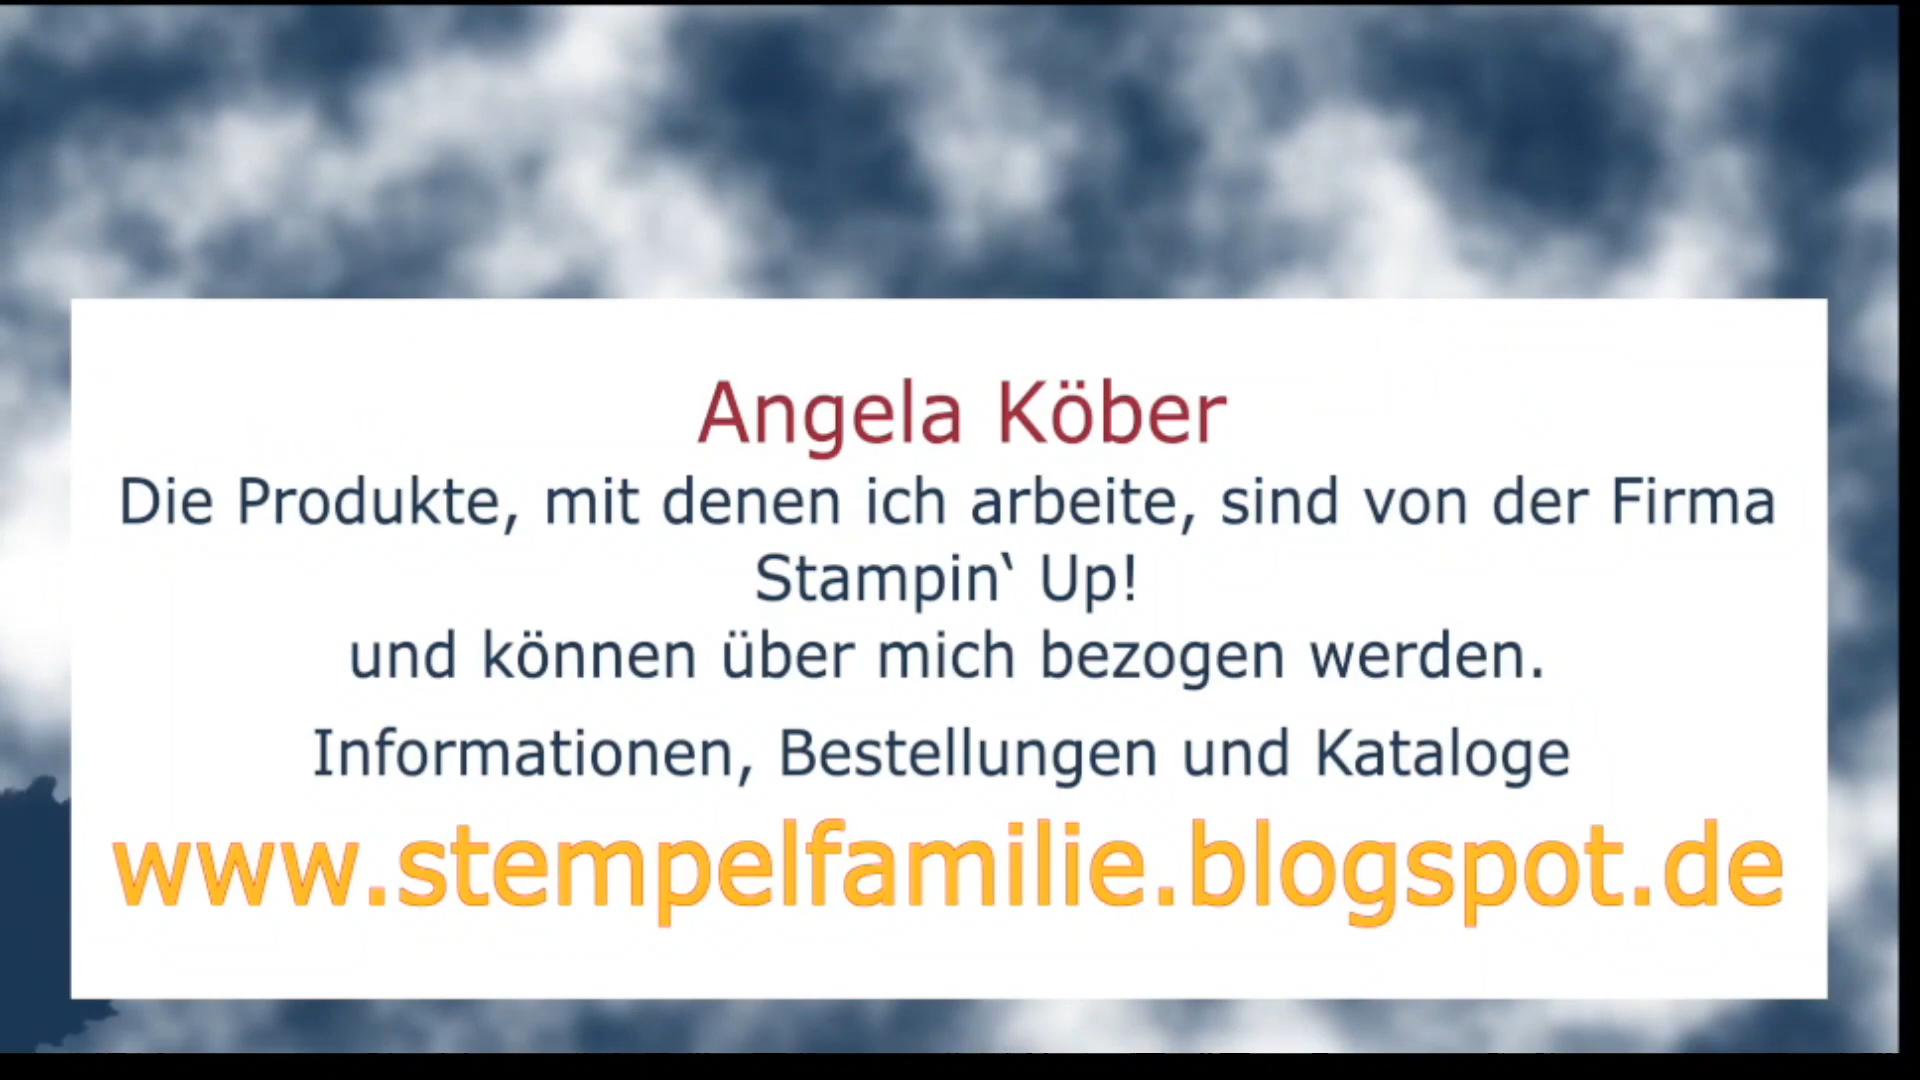 Angela Köber
Die Produkte, mit denen ich arbeite, sind von der Firma
Stampin‘ Up!
und können über mich bezogen werden.
Informationen, Bestellungen und Kataloge
www.stempelfamilie.blogspot.de